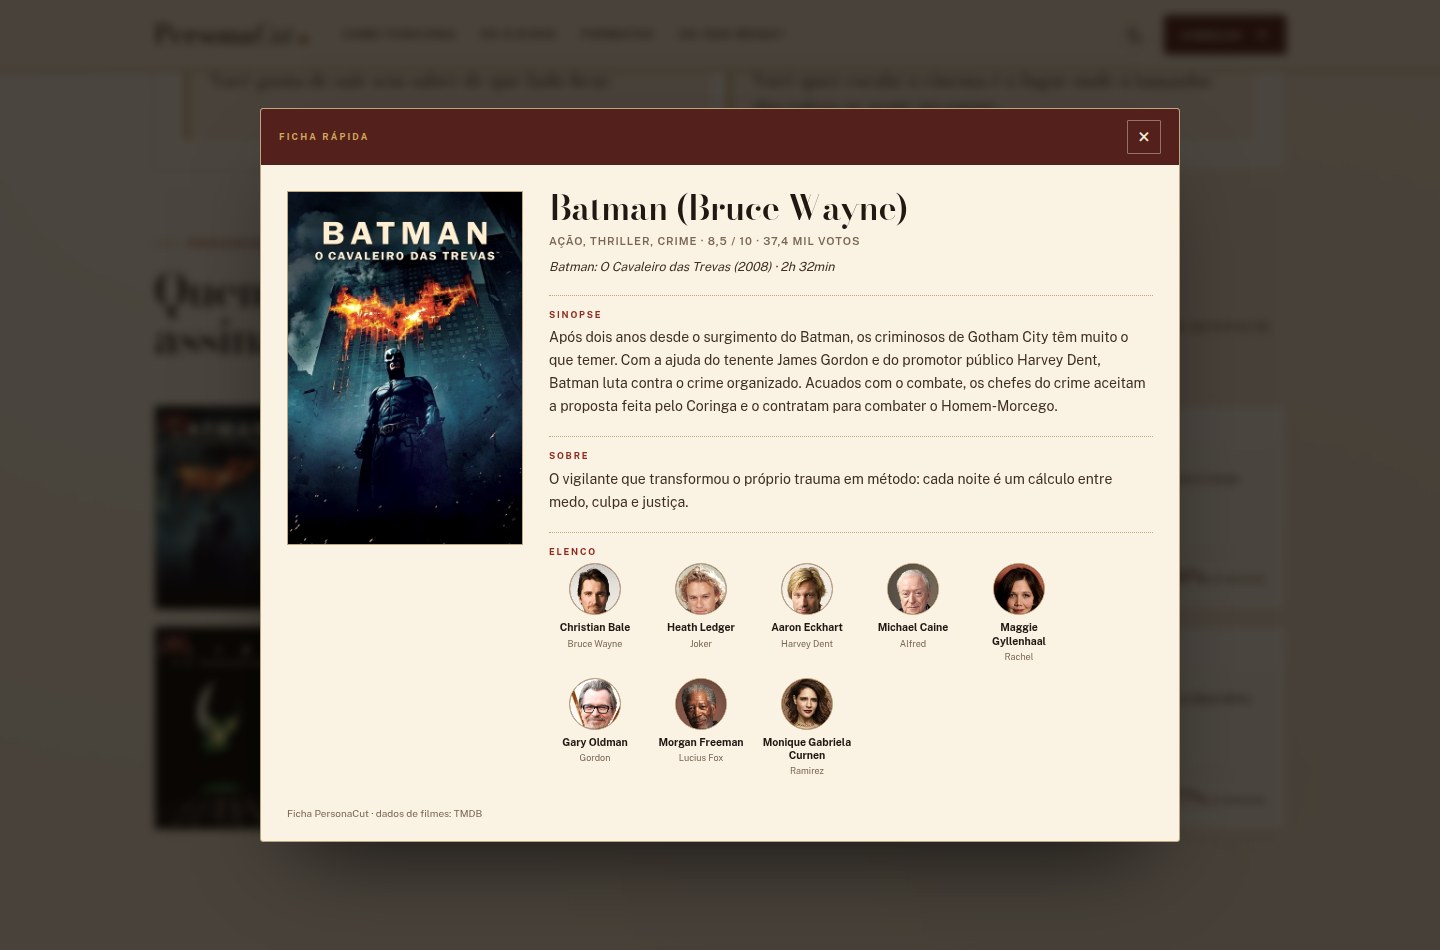 FICHA RÁPIDA
×
BATMAN
O CAVALEIRO DAS TREVAS
Batman (Bruce Wayne)
AÇÃO, THRILLER, CRIME · 8,5 / 10 · 37,4 MIL VOTOS
Batman: O Cavaleiro das Trevas (2008) · 2h 32min
SINOPSE
Após dois anos desde o surgimento do Batman, os criminosos de Gotham City têm muito o
que temer. Com a ajuda do tenente James Gordon e do promotor público Harvey Dent,
Batman luta contra o crime organizado. Acuados com o combate, os chefes do crime aceitam
a proposta feita pelo Coringa e o contratam para combater o Homem-Morcego.
SOBRE
O vigilante que transformou o próprio trauma em método: cada noite é um cálculo entre
medo, culpa e justiça.
ELENCO
Christian Bale
Bruce Wayne
Heath Ledger
Joker
Aaron Eckhart
Harvey Dent
Michael Caine
Alfred
Maggie
Gyllenhaal
Rachel
Gary Oldman
Gordon
Morgan Freeman
Lucius Fox
Monique Gabriela
Curnen
Ramirez
Ficha PersonaCut · dados de filmes: TMDB